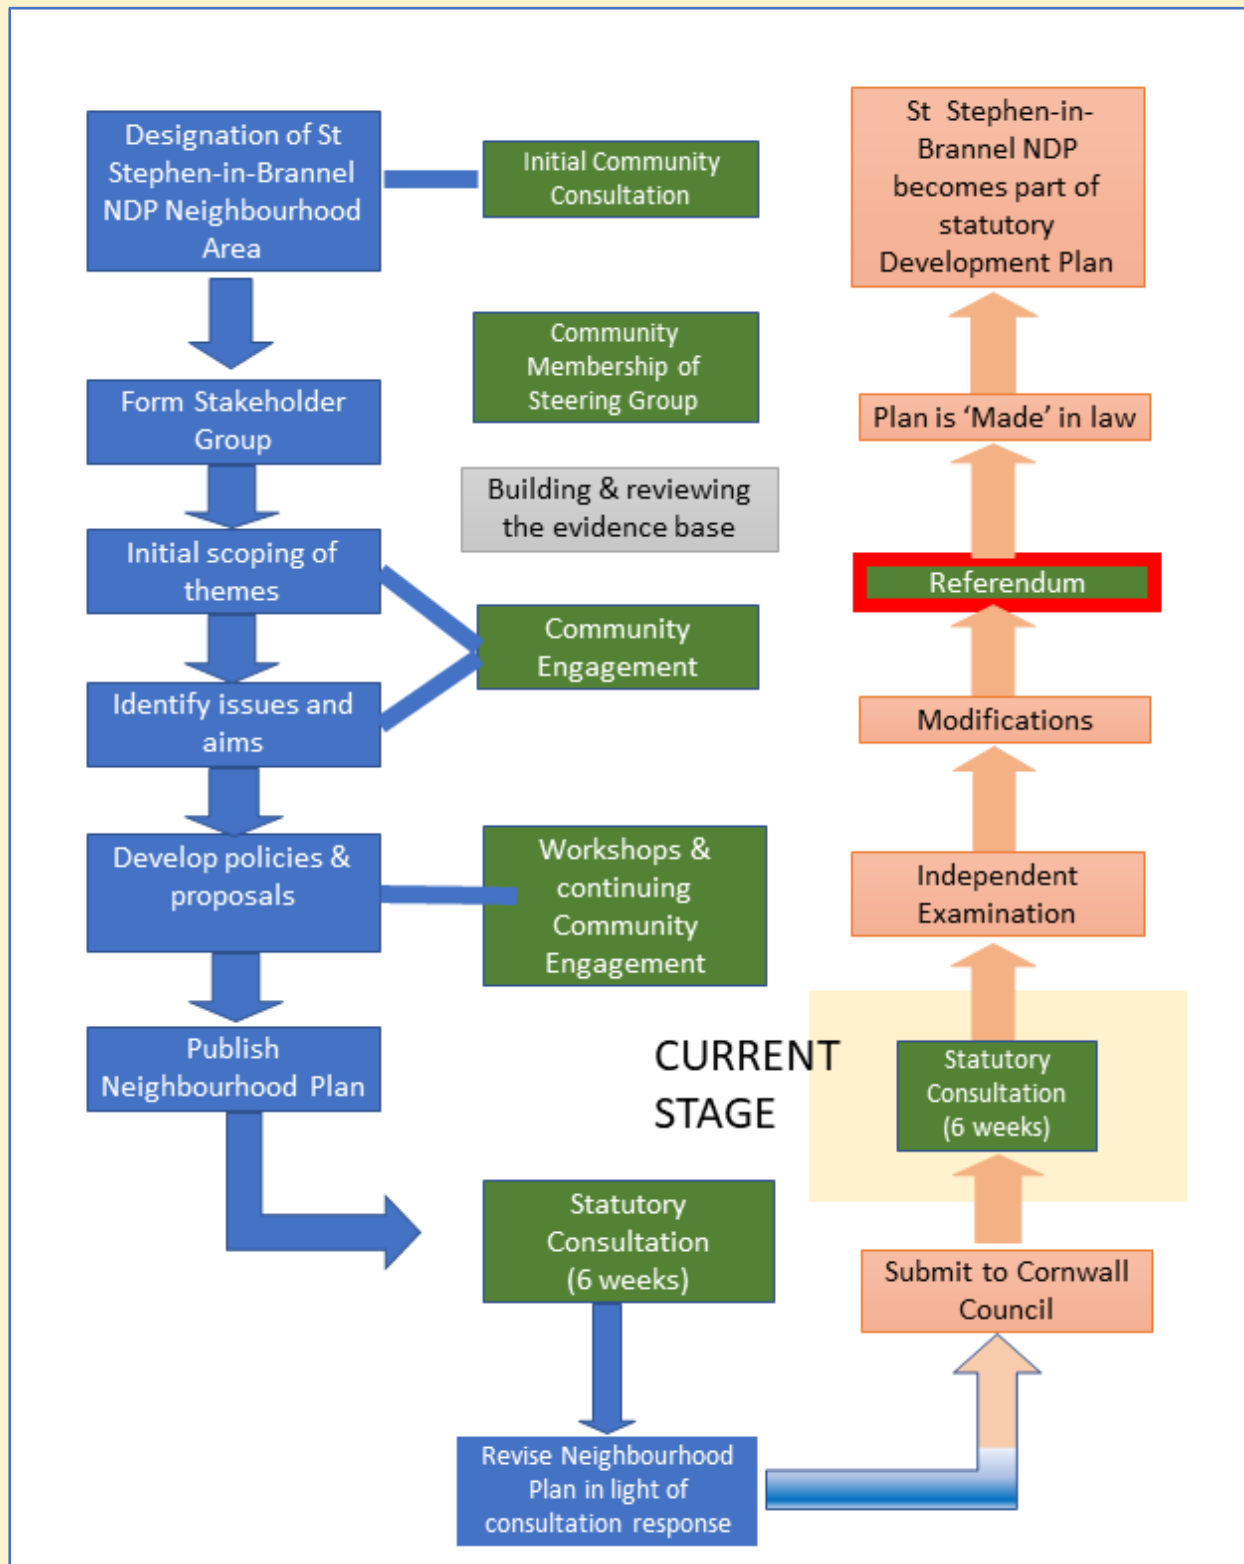 Designation of St
Stephen-in-Brannel
NDP Neighbourhood
Area
Initial Community
Consultation
Community
Membership of
Steering Group
Form Stakeholder
Group
Building & reviewing
the evidence base
Initial scoping of
themes
Community
Engagement
Identify issues and
aims
Develop policies &
proposals
Workshops &
continuing
Community
Engagement
Publish
Neighbourhood Plan
Statutory
Consultation
(6 weeks)
Revise Neighbourhood
Plan in light of
consultation response
Submit to Cornwall
Council
CURRENT
STAGE
Statutory
Consultation
(6 weeks)
Independent
Examination
Modifications
Referendum
Plan is ‘Made’ in law
St Stephen-in-
Brannel NDP
becomes part of
statutory
Development Plan